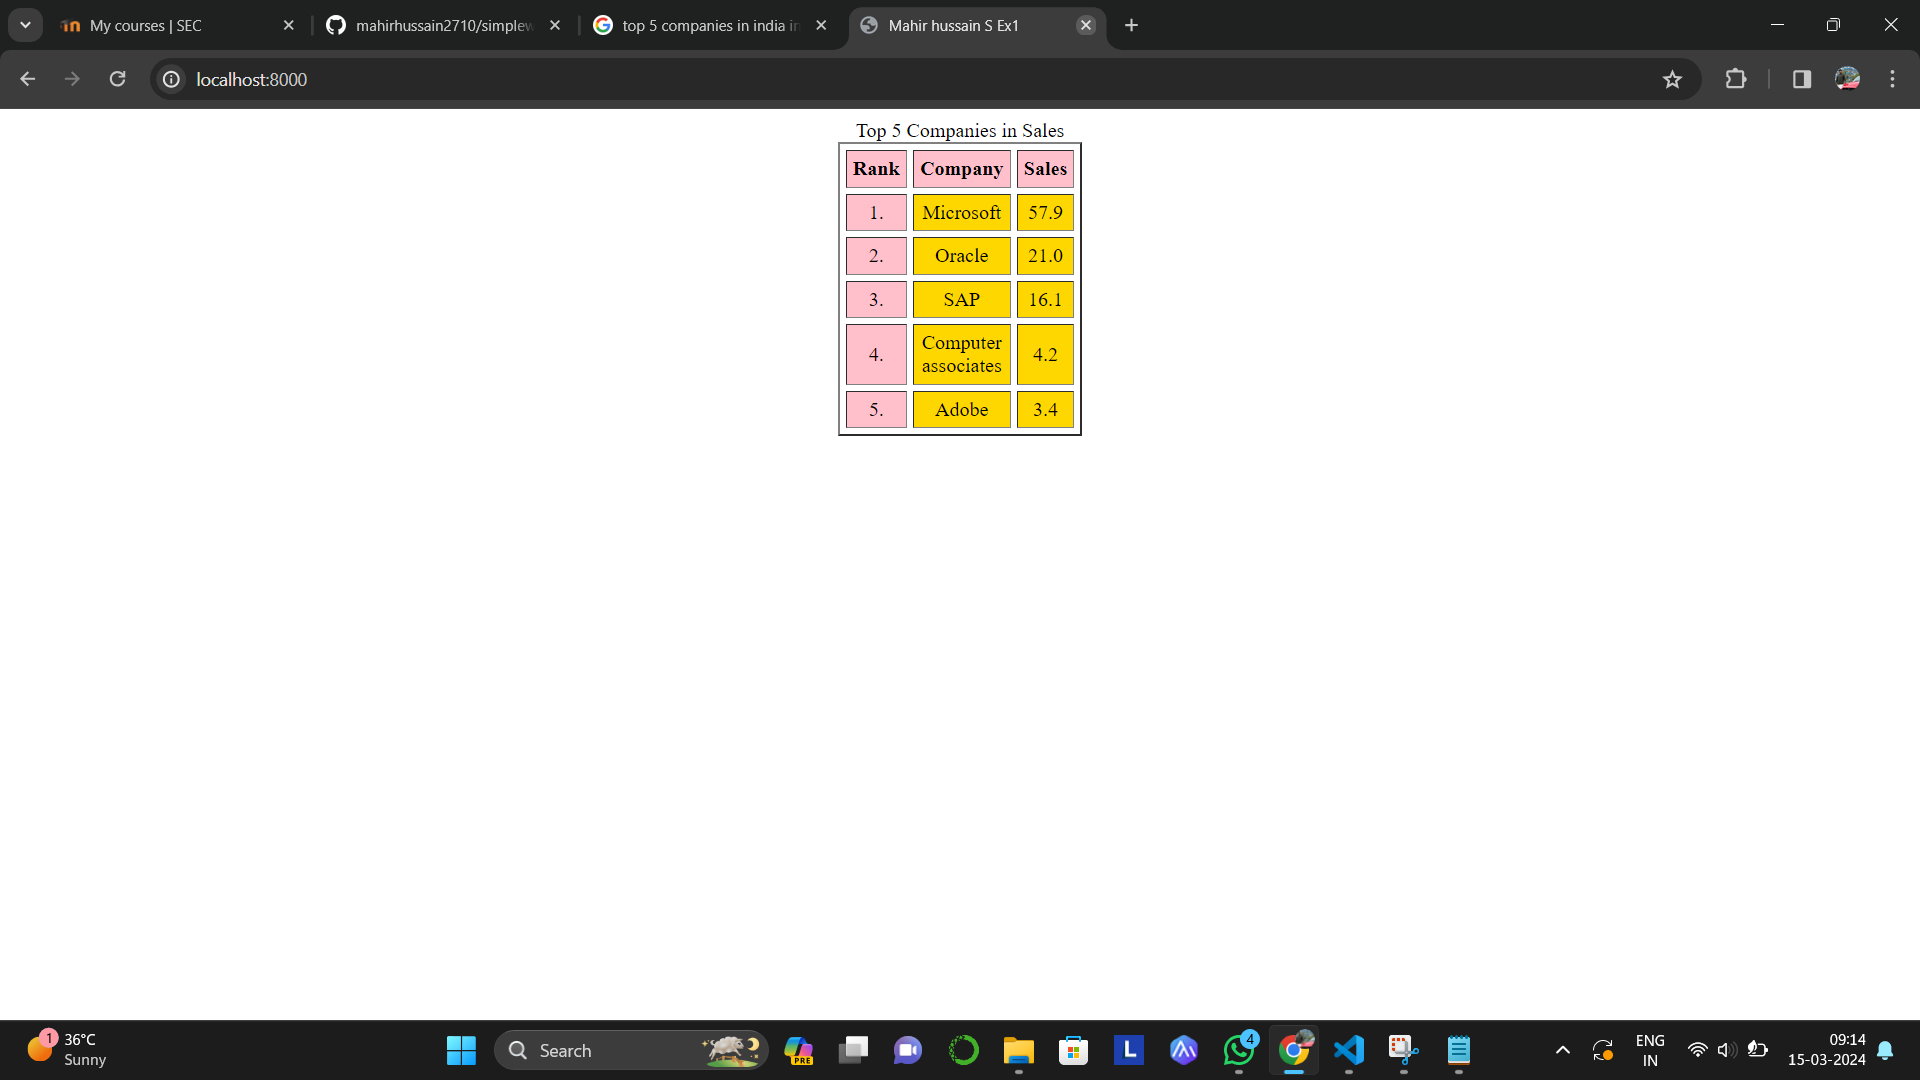 My courses | SEC
mahirhussain2710/simplew
top 5 companies in india in
Mahir hussain S Ex1
localhost:8000
Top 5 Companies in Sales
Rank Company Sales
1. Microsoft 57.9
2. Oracle 21.0
3. SAP 16.1
4. Computer associates 4.2
5. Adobe 3.4
1
36°C
Sunny
Search
PRE
L
4
ENG
IN
09:14
15-03-2024